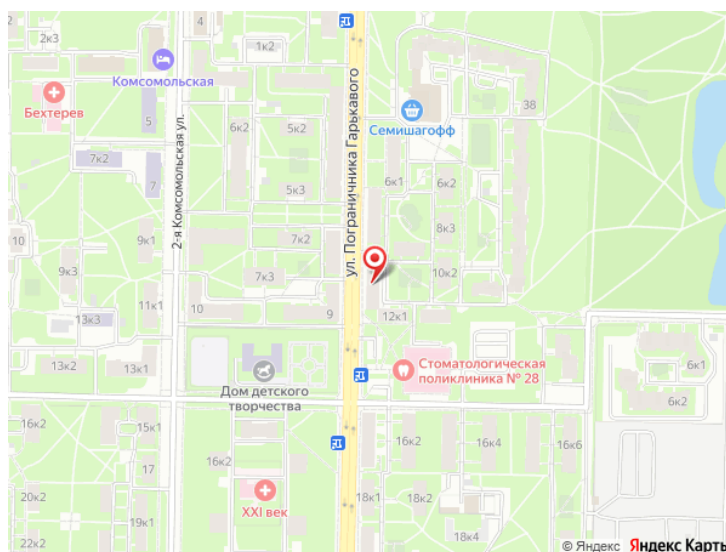 2к3
4
1к2
Комсомольская
38
Бехтерев
Семишагофф
5
6к2
5к2
2-я Комсомольская ул.
ул. Пограничника Гарькавого
7к2
7
5к3
6к1
6к2
10
9к1
7к2
8к3
9к3
7к3
10к2
11к1
13к3
10
9
12к1
13к2
13к1
Стоматологическая
поликлиника № 28
6к1
Дом детского
творчества
6к2
16к2
15к1
16к2
16к4
16к6
17
16к2
20к2
18к1
18к2
19к1
XXI век
22к2
18к4
© Яндекс Яндекс Карты